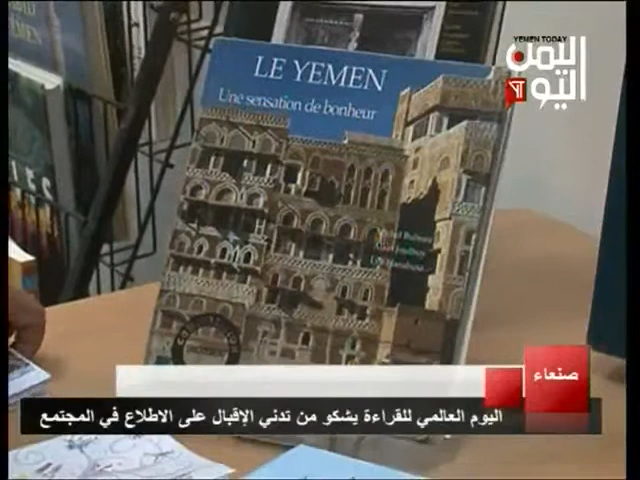 YEMEN TODAY
اليمن
اليوم
LE YEMEN
Une sensation de bonheur
صنعاء
اليوم العالمي للقراءة يشكو من تدني الإقبال على الاطلاع في المجتمع